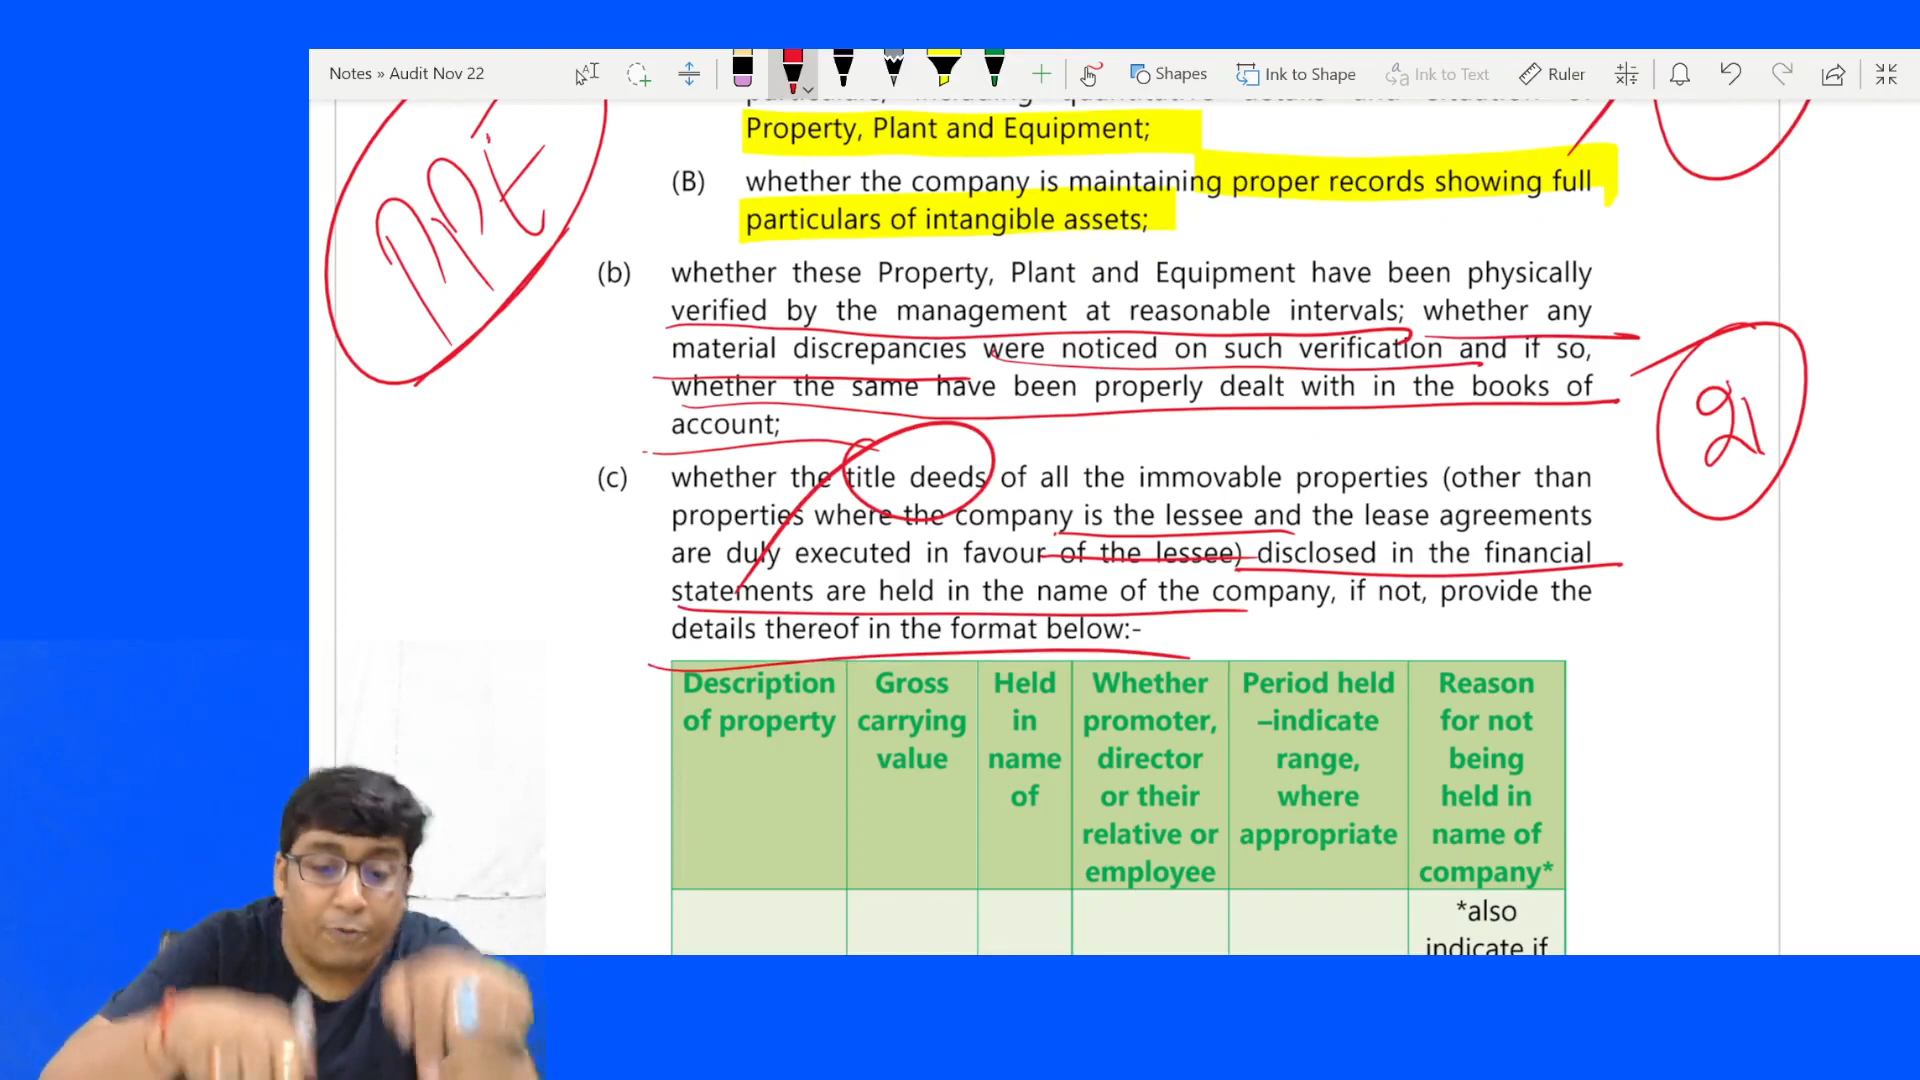 Notes » Audit Nov 22
Shapes
Ink to Shape
Ink to Text
Ruler
Property, Plant and Equipment;
(B) whether the company is maintaining proper records showing full
particulars of intangible assets;
PPE
(b) whether these Property, Plant and Equipment have been physically
verified by the management at reasonable intervals; whether any
material discrepancies were noticed on such verification and if so,
whether the same have been properly dealt with in the books of
account;
(c) whether the title deeds of all the immovable properties (other than
properties where the company is the lessee and the lease agreements
are duly executed in favour of the lessee) disclosed in the financial
statements are held in the name of the company, if not, provide the
details thereof in the format below:-
Description of property
Gross carrying value
Held in name of
Whether promoter, director or their relative or employee
Period held –indicate range, where appropriate
Reason for not being held in name of company*
*also
indicate if